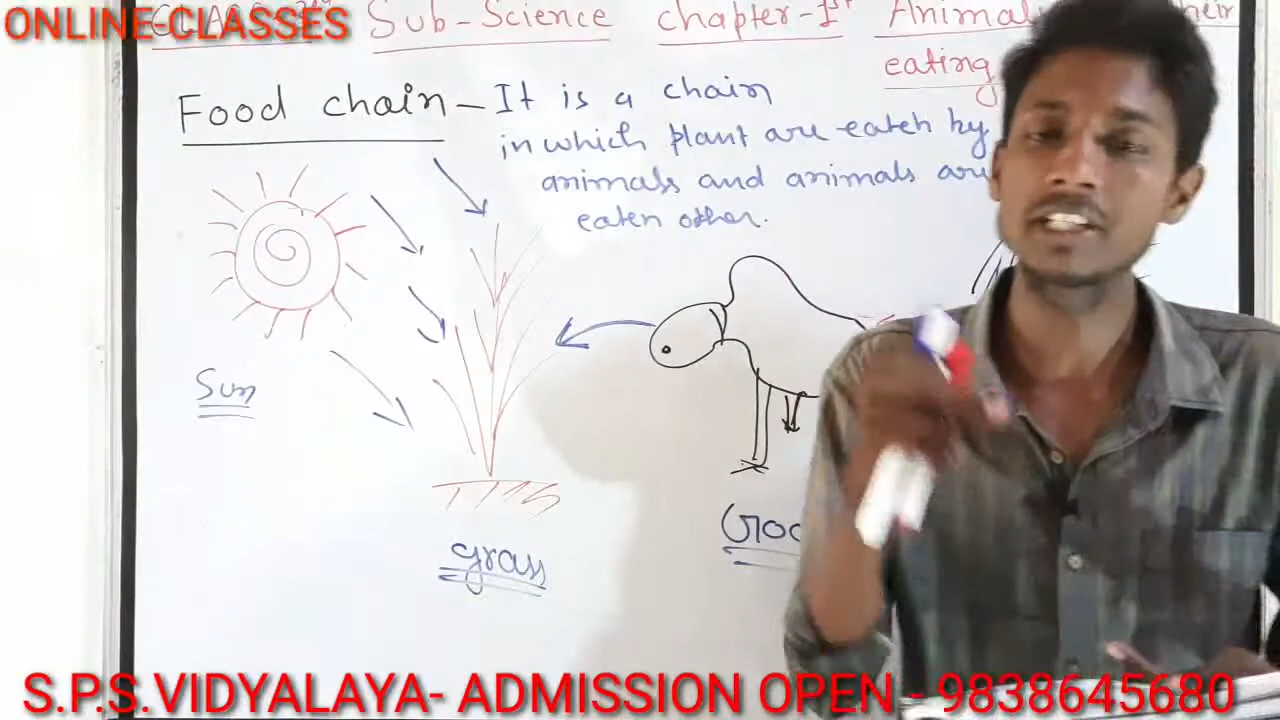 ONLINE-CLASSES
Sub-Science chapter-1st Animals
eating
Food chain - It is a chain
in which plant are eaten by
animals and animals are
eaten other.
Sun
grass
S.P.S.VIDYALAYA- ADMISSION OPEN - 9838645680